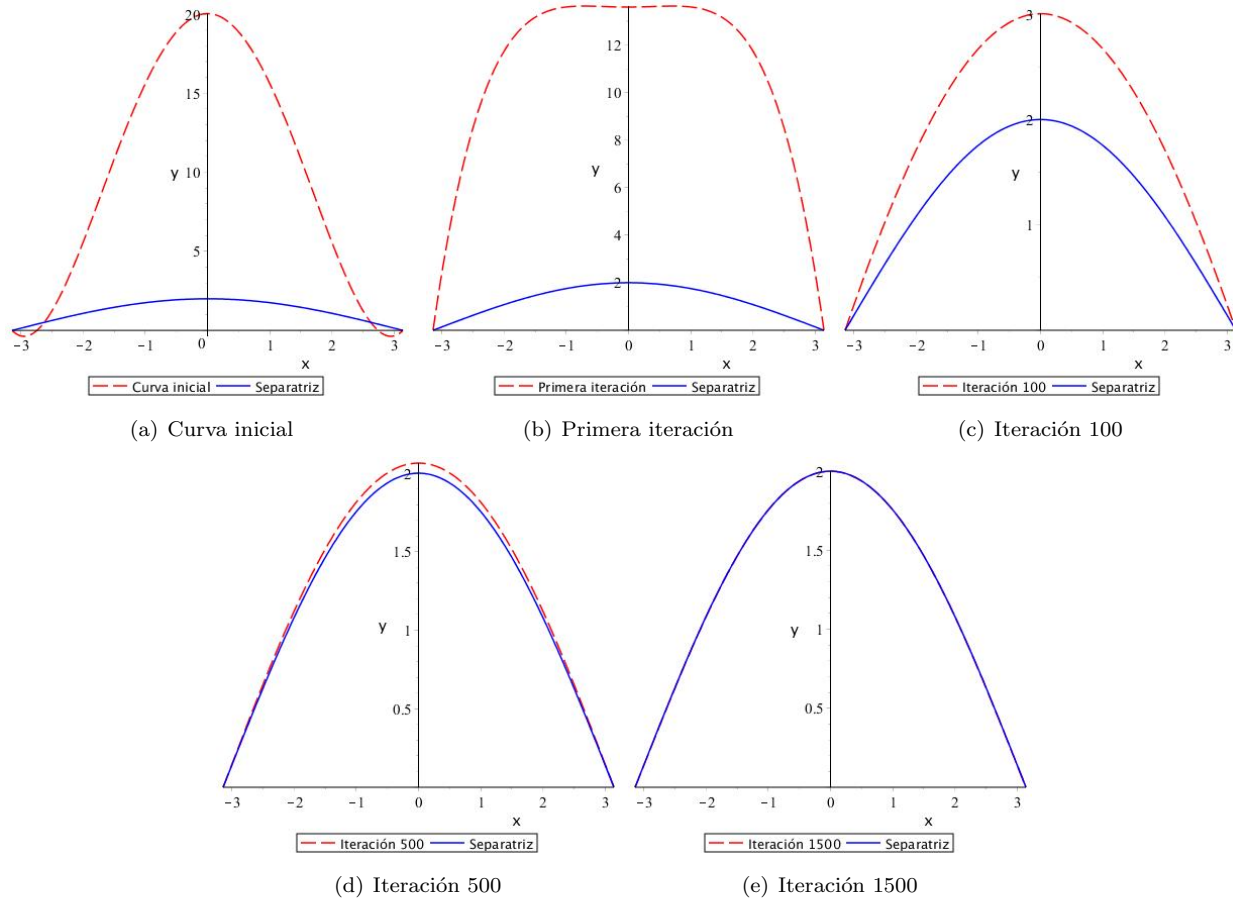 20
15
y
10
5
−3 −2 −1 0 1 2 3
x
Curva inicial Separatriz
(a) Curva inicial
12
10
8
y
6
4
2
−3 −2 −1 0 1 2 3
x
Primera iteración Separatriz
(b) Primera iteración
3
2
y
1
−3 −2 −1 0 1 2 3
x
Iteración 100 Separatriz
(c) Iteración 100
2
1.5
y
1
0.5
−3 −2 −1 0 1 2 3
x
Iteración 500 Separatriz
(d) Iteración 500
2
1.5
y
1
0.5
−3 −2 −1 0 1 2 3
x
Iteración 1500 Separatriz
(e) Iteración 1500